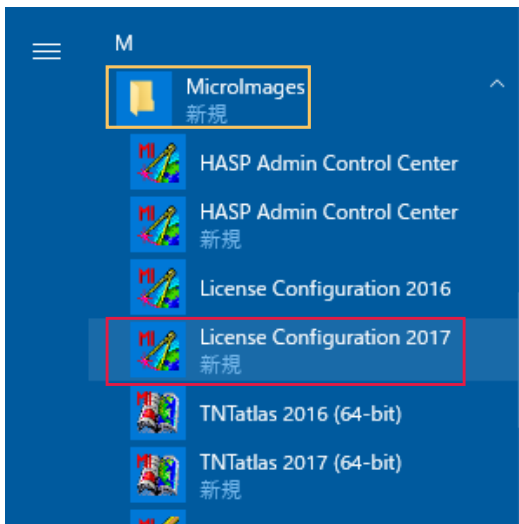 M
MicroImages
新規
HASP Admin Control Center
HASP Admin Control Center
新規
License Configuration 2016
License Configuration 2017
新規
TNTatlas 2016 (64-bit)
TNTatlas 2017 (64-bit)
新規